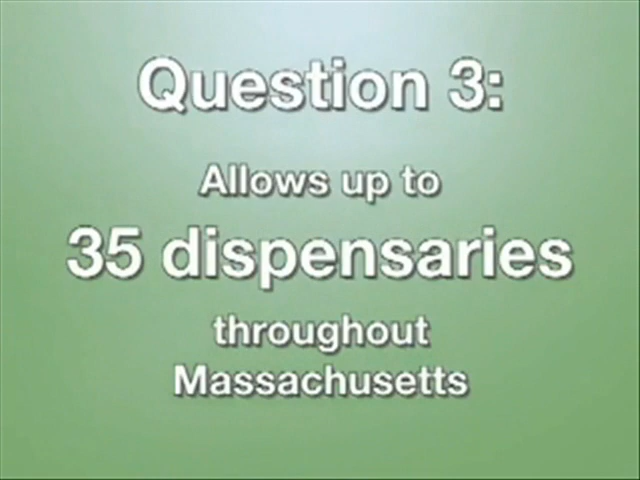 Question 3:
Allows up to
35 dispensaries
throughout
Massachusetts